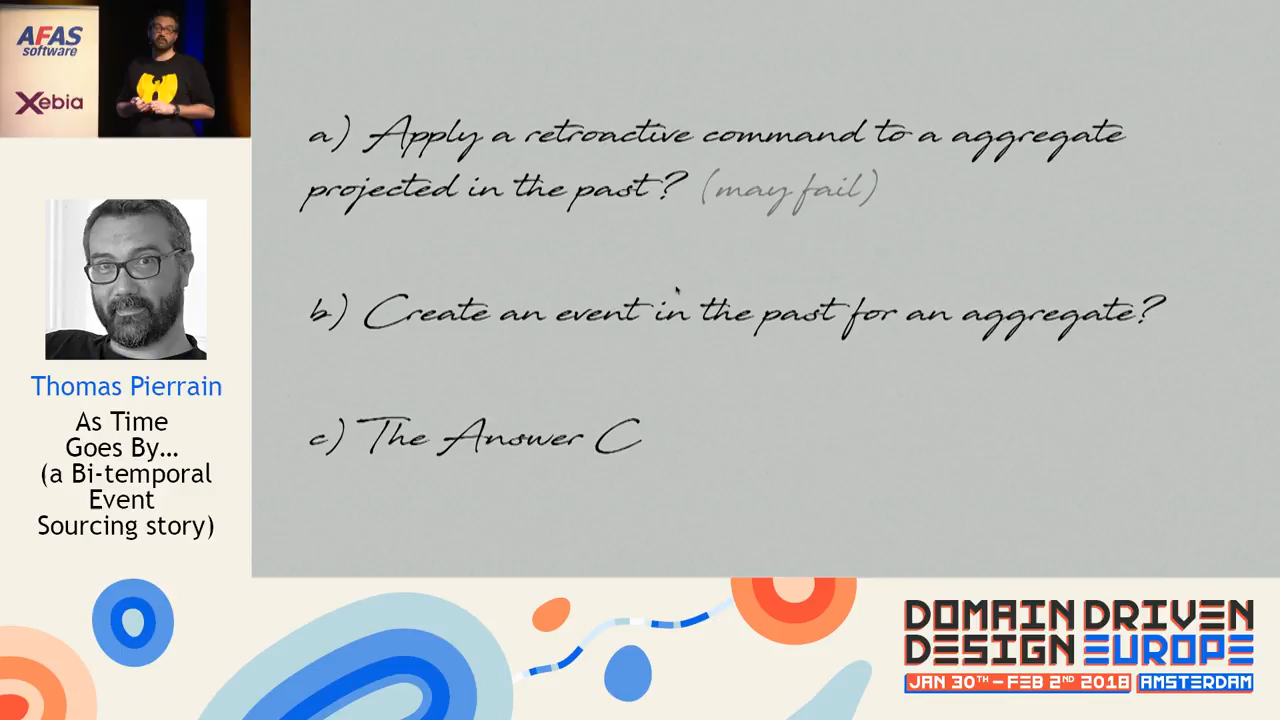 AFAS
software
Xebia
a) Apply a retroactive command to a aggregate
projected in the past? (may fail)
b) Create an event in the past for an aggregate?
c) The Answer C
Thomas Pierrain
As Time
Goes By...
(a Bi-temporal
Event
Sourcing story)
DOMAIN DRIVEN
DESIGN EUROPE
JAN 30TH - FEB 2ND 2018 AMSTERDAM